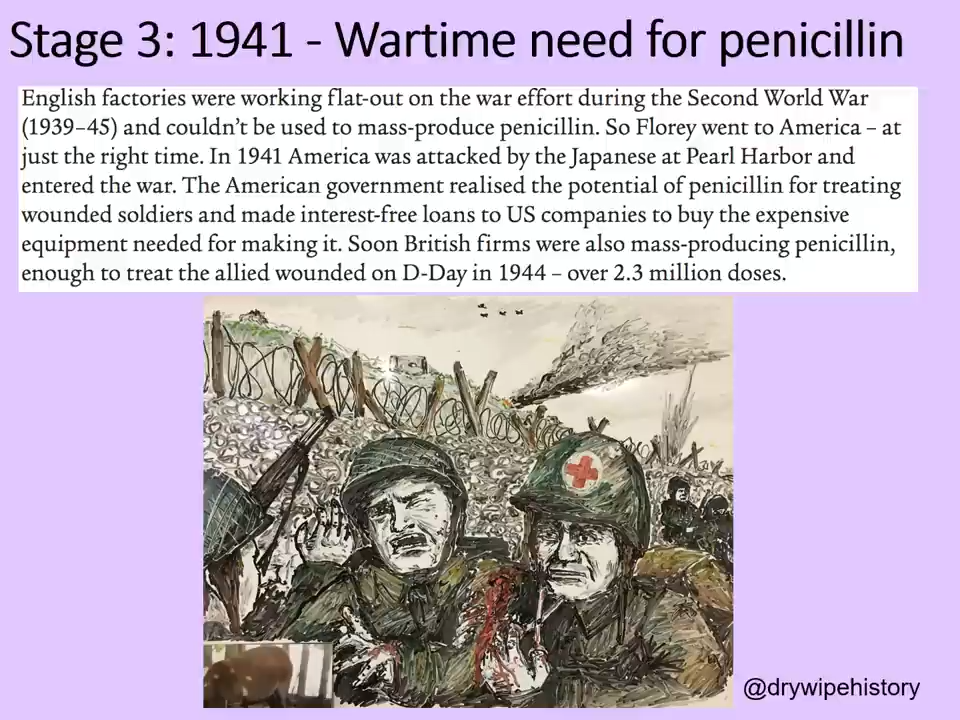 Stage 3: 1941 - Wartime need for penicillin
English factories were working flat-out on the war effort during the Second World War
(1939–45) and couldn't be used to mass-produce penicillin. So Florey went to America – at
just the right time. In 1941 America was attacked by the Japanese at Pearl Harbor and
entered the war. The American government realised the potential of penicillin for treating
wounded soldiers and made interest-free loans to US companies to buy the expensive
equipment needed for making it. Soon British firms were also mass-producing penicillin,
enough to treat the allied wounded on D-Day in 1944 – over 2.3 million doses.
@drywipehistory